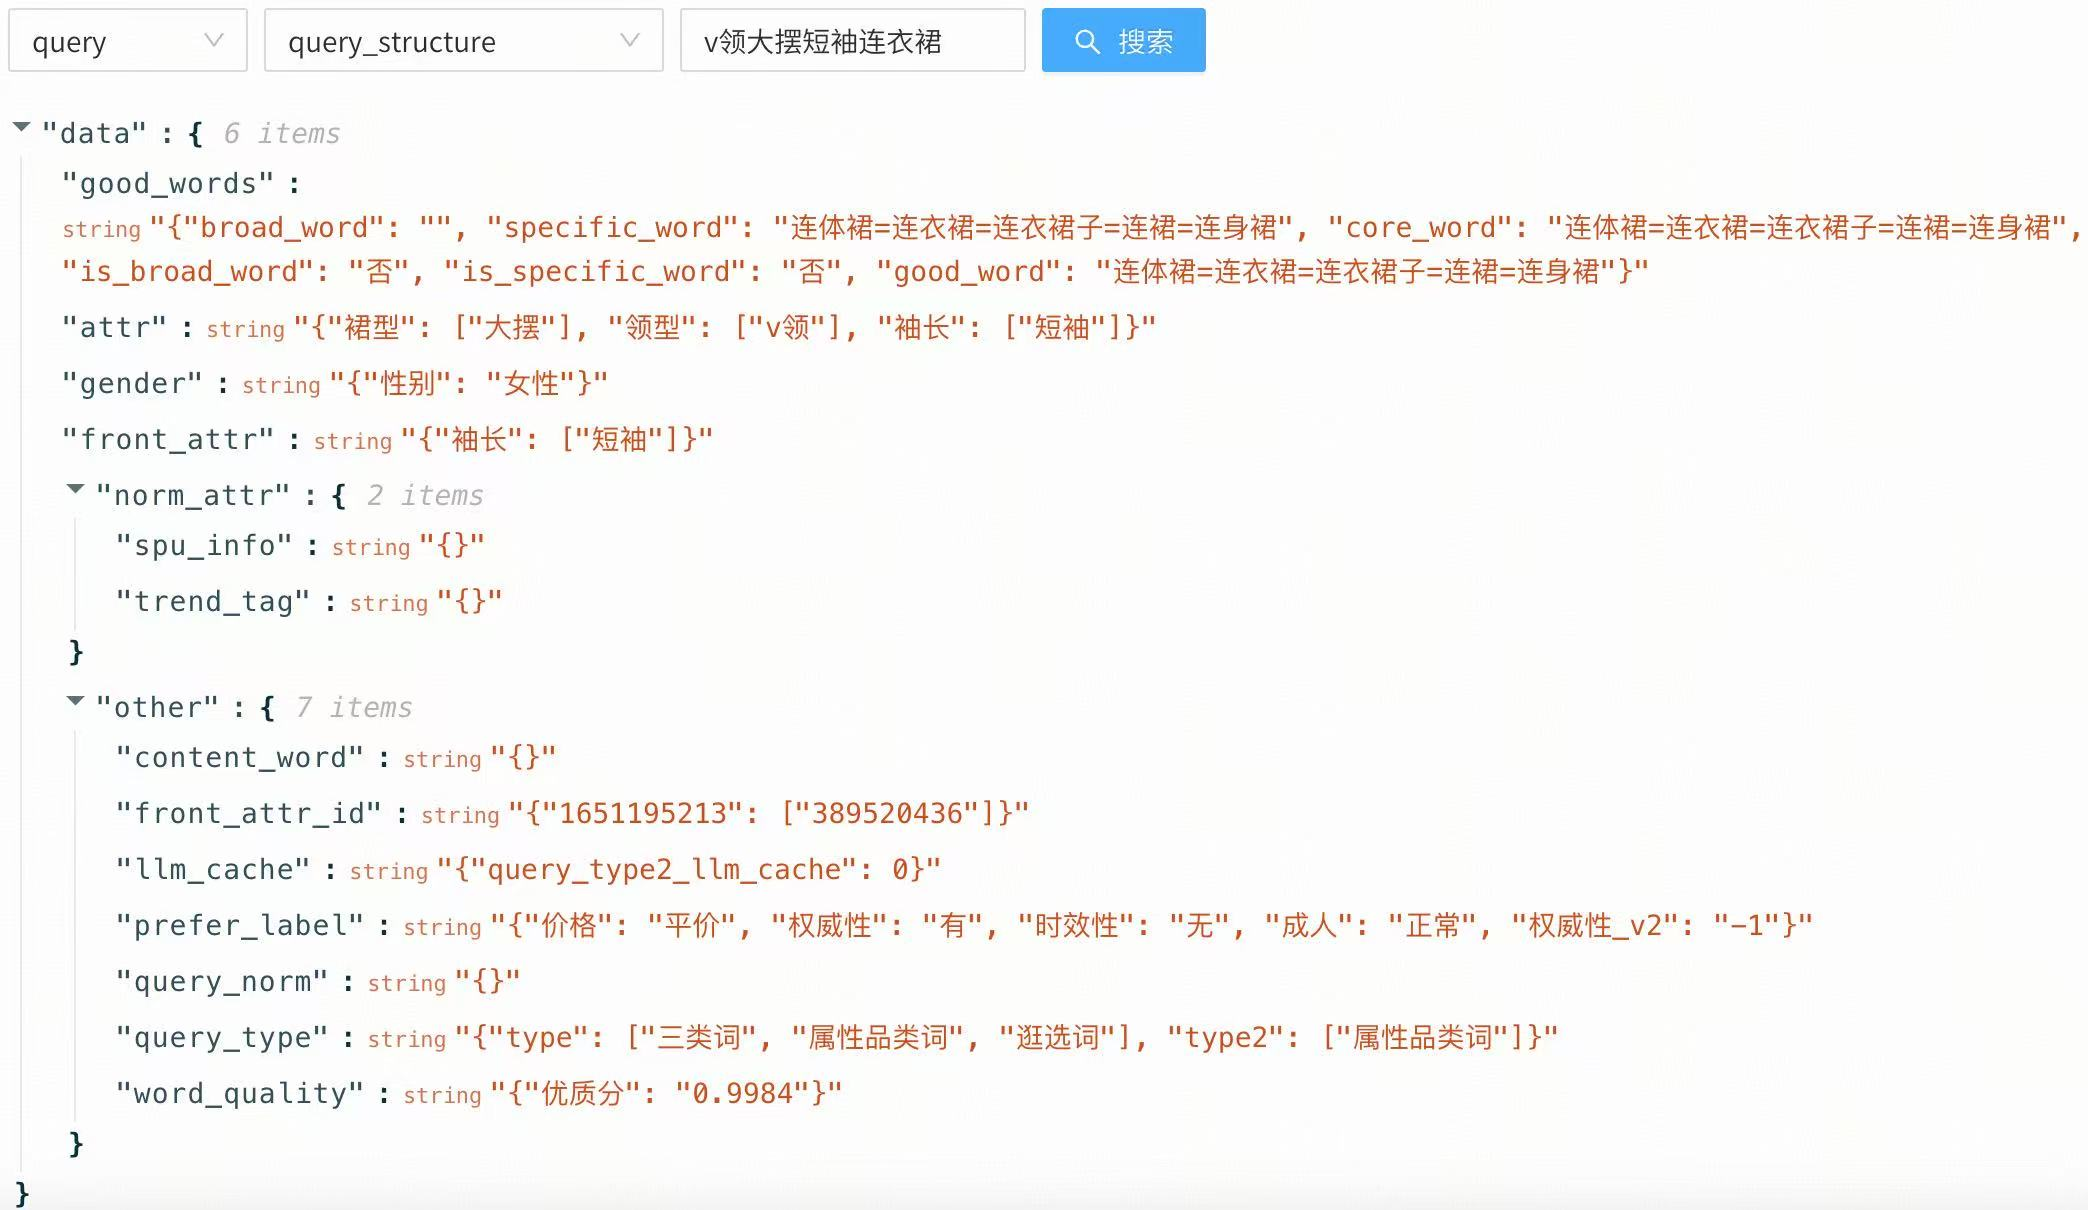 query query_structure v领大摆短袖连衣裙 搜索
"data" : { 6 items
"good_words" :
string "{"broad_word": "", "specific_word": "连体裙=连衣裙=连衣裙子=连裙=连身裙", "core_word": "连体裙=连衣裙=连衣裙子=连裙=连身裙",
"is_broad_word": "否", "is_specific_word": "否", "good_word": "连体裙=连衣裙=连衣裙子=连裙=连身裙"}"
"attr" : string "{"裙型": ["大摆"], "领型": ["v领"], "袖长": ["短袖"]}"
"gender" : string "{"性别": "女性"}"
"front_attr" : string "{"袖长": ["短袖"]}"
"norm_attr" : { 2 items
"spu_info" : string "{}"
"trend_tag" : string "{}"
}
"other" : { 7 items
"content_word" : string "{}"
"front_attr_id" : string "{"1651195213": ["389520436"]}"
"llm_cache" : string "{"query_type2_llm_cache": 0}"
"prefer_label" : string "{"价格": "平价", "权威性": "有", "时效性": "无", "成人": "正常", "权威性_v2": "-1"}"
"query_norm" : string "{}"
"query_type" : string "{"type": ["三类词", "属性品类词", "逛选词"], "type2": ["属性品类词"]}"
"word_quality" : string "{"优质分": "0.9984"}"
}
}